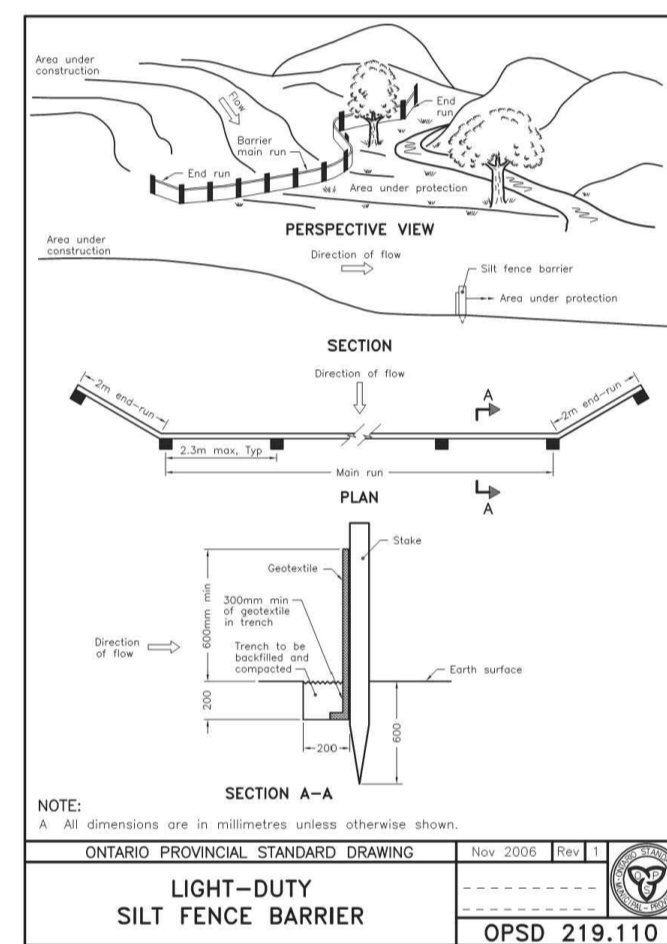 Area under
construction
Flow
End
run
Barrier
main run
End run
Area under protection
PERSPECTIVE VIEW
Area under
construction
Direction of flow
Silt fence barrier
Area under protection
SECTION
Direction of flow
2m end-run
A
2m end-run
2.3m max, Typ
Main run
PLAN
A
Stake
Geotextile
600mm min
300mm min
of geotextile
in trench
Direction
of flow
Trench to be
backfilled and
compacted
Earth surface
200
600
200
SECTION A-A
NOTE:
A All dimensions are in millimetres unless otherwise shown.
ONTARIO PROVINCIAL STANDARD DRAWING
Nov 2006 Rev 1
LIGHT-DUTY
SILT FENCE BARRIER
OPS
OPSD 219.110